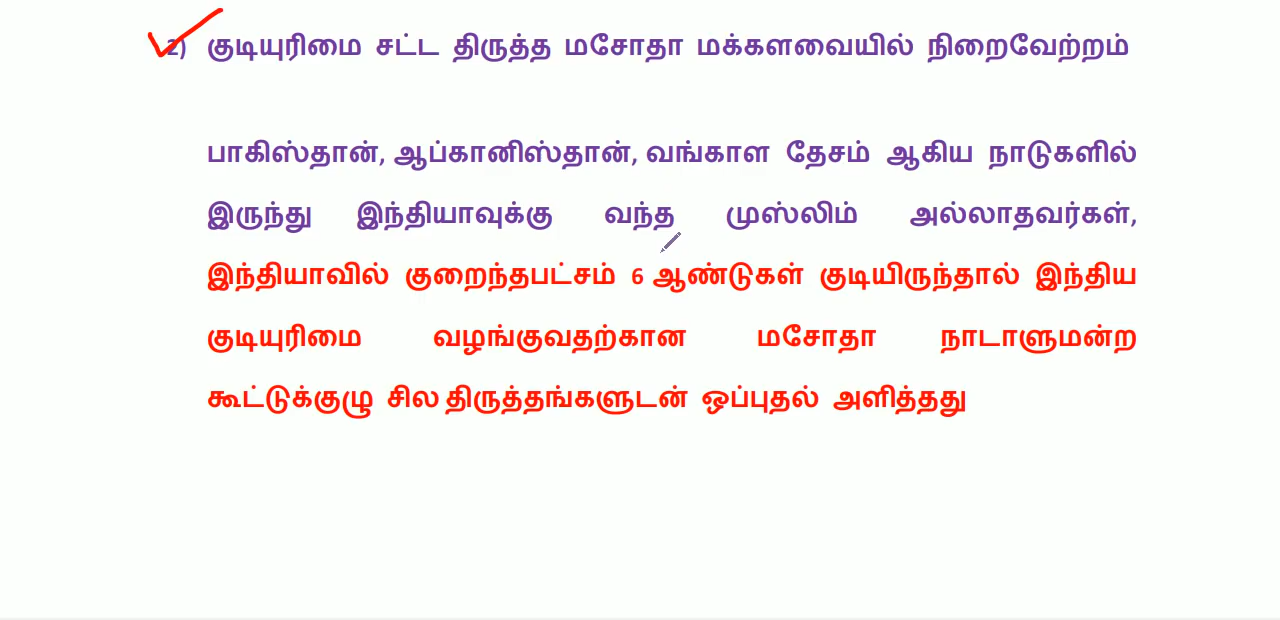 2) குடியுரிமை சட்ட திருத்த மசோதா மக்களவையில் நிறைவேற்றம்
பாகிஸ்தான், ஆப்கானிஸ்தான், வங்காள தேசம் ஆகிய நாடுகளில்
இருந்து இந்தியாவுக்கு வந்த முஸ்லிம் அல்லாதவர்கள்,
இந்தியாவில் குறைந்தபட்சம் 6 ஆண்டுகள் குடியிருந்தால் இந்திய
குடியுரிமை வழங்குவதற்கான மசோதா நாடாளுமன்ற
கூட்டுக்குழு சில திருத்தங்களுடன் ஒப்புதல் அளித்தது